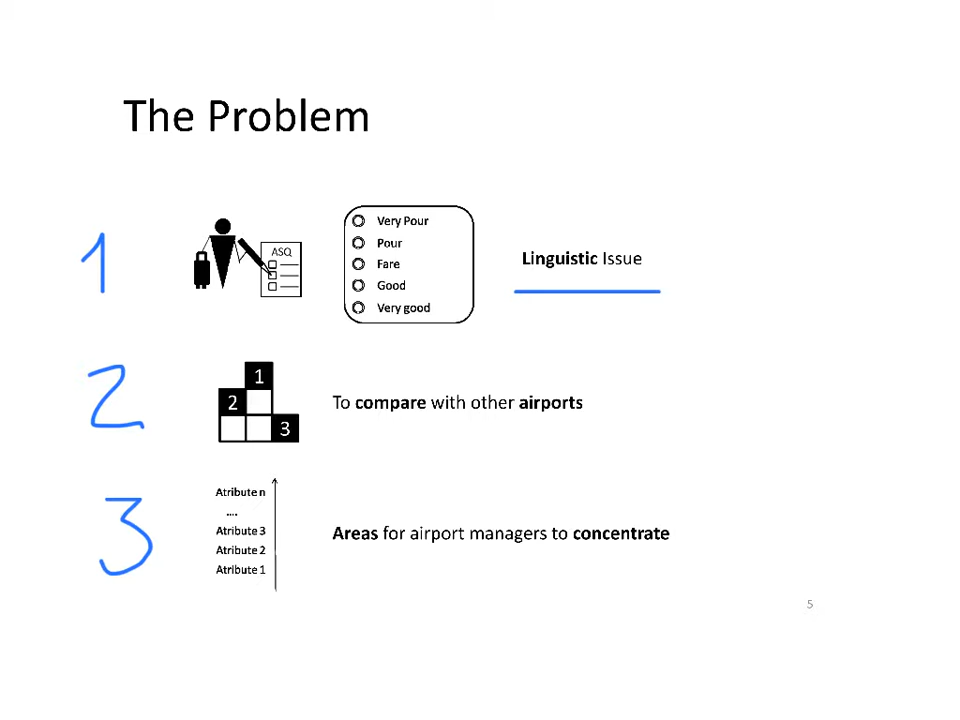 The Problem
1
ASQ
Very Pour
Pour
Fare
Good
Very good
Linguistic Issue
2
1
2
3
To compare with other airports
3
Atribute n
....
Atribute 3
Atribute 2
Atribute 1
Areas for airport managers to concentrate
5